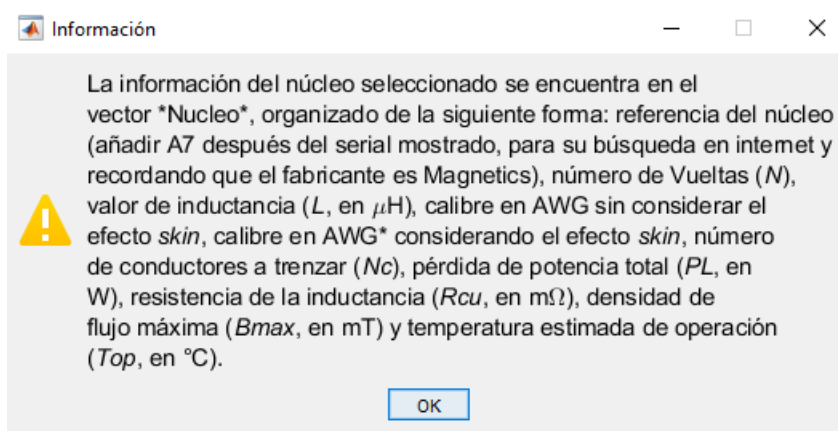 Información
La información del núcleo seleccionado se encuentra en el
vector *Nucleo*, organizado de la siguiente forma: referencia del núcleo
(añadir A7 después del serial mostrado, para su búsqueda en internet y
recordando que el fabricante es Magnetics), número de Vueltas (N),
valor de inductancia (L, en μH), calibre en AWG sin considerar el
efecto skin, calibre en AWG* considerando el efecto skin, número
de conductores a trenzar (Nc), pérdida de potencia total (PL, en
W), resistencia de la inductancia (Rcu, en mΩ), densidad de
flujo máxima (Bmax, en mT) y temperatura estimada de operación
(Top, en °C).
OK